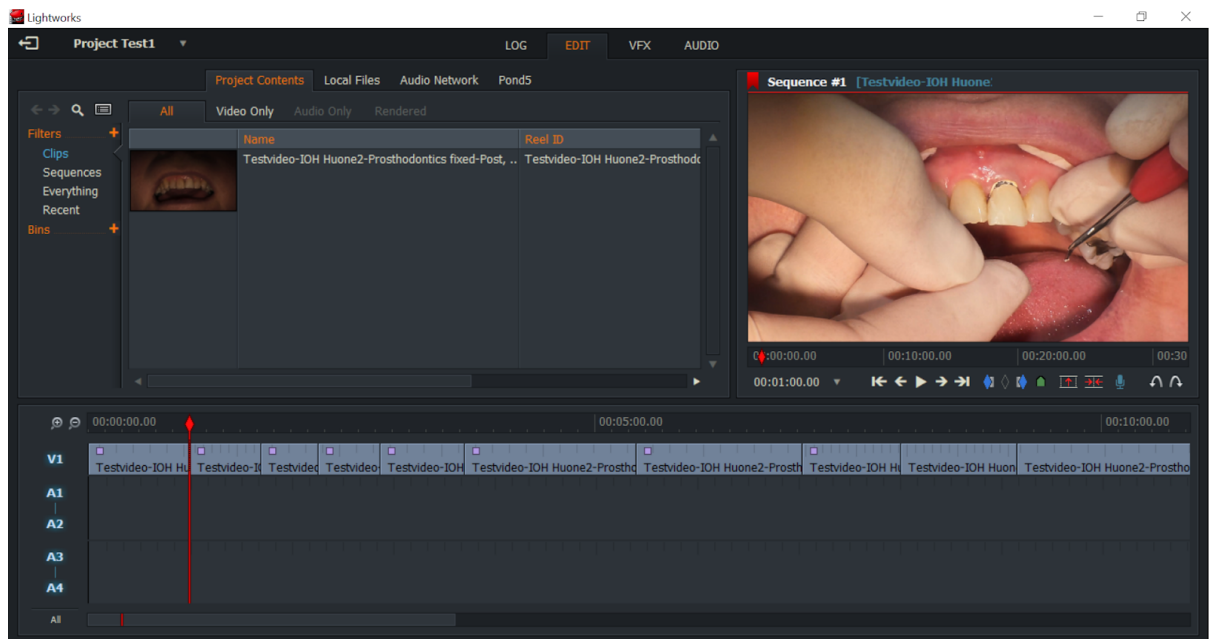 Lightworks
Project Test1
LOG EDIT VFX AUDIO
Project Contents Local Files Audio Network Pond5
All Video Only Audio Only Rendered
Filters +
Clips
Sequences
Everything
Recent
Bins +
Name Reel ID
Testvideo-IOH Huone2-Prosthodontics fixed-Post, .. Testvideo-IOH Huone2-Prosthodo
Sequence #1 [Testvideo-IOH Huone
00:00:00.00 00:10:00.00 00:20:00.00 00:30
00:01:00.00
00:00:00.00 00:05:00.00 00:10:00.00
V1
Testvideo-IOH Hu Testvideo-I Testvideo Testvideo- Testvideo-IOH Testvideo-IOH Huone2-Prostho Testvideo-IOH Huone2-Prosth Testvideo-IOH H Testvideo-IOH Huon Testvideo-IOH Huone2-Prostho
A1
A2
A3
A4
All